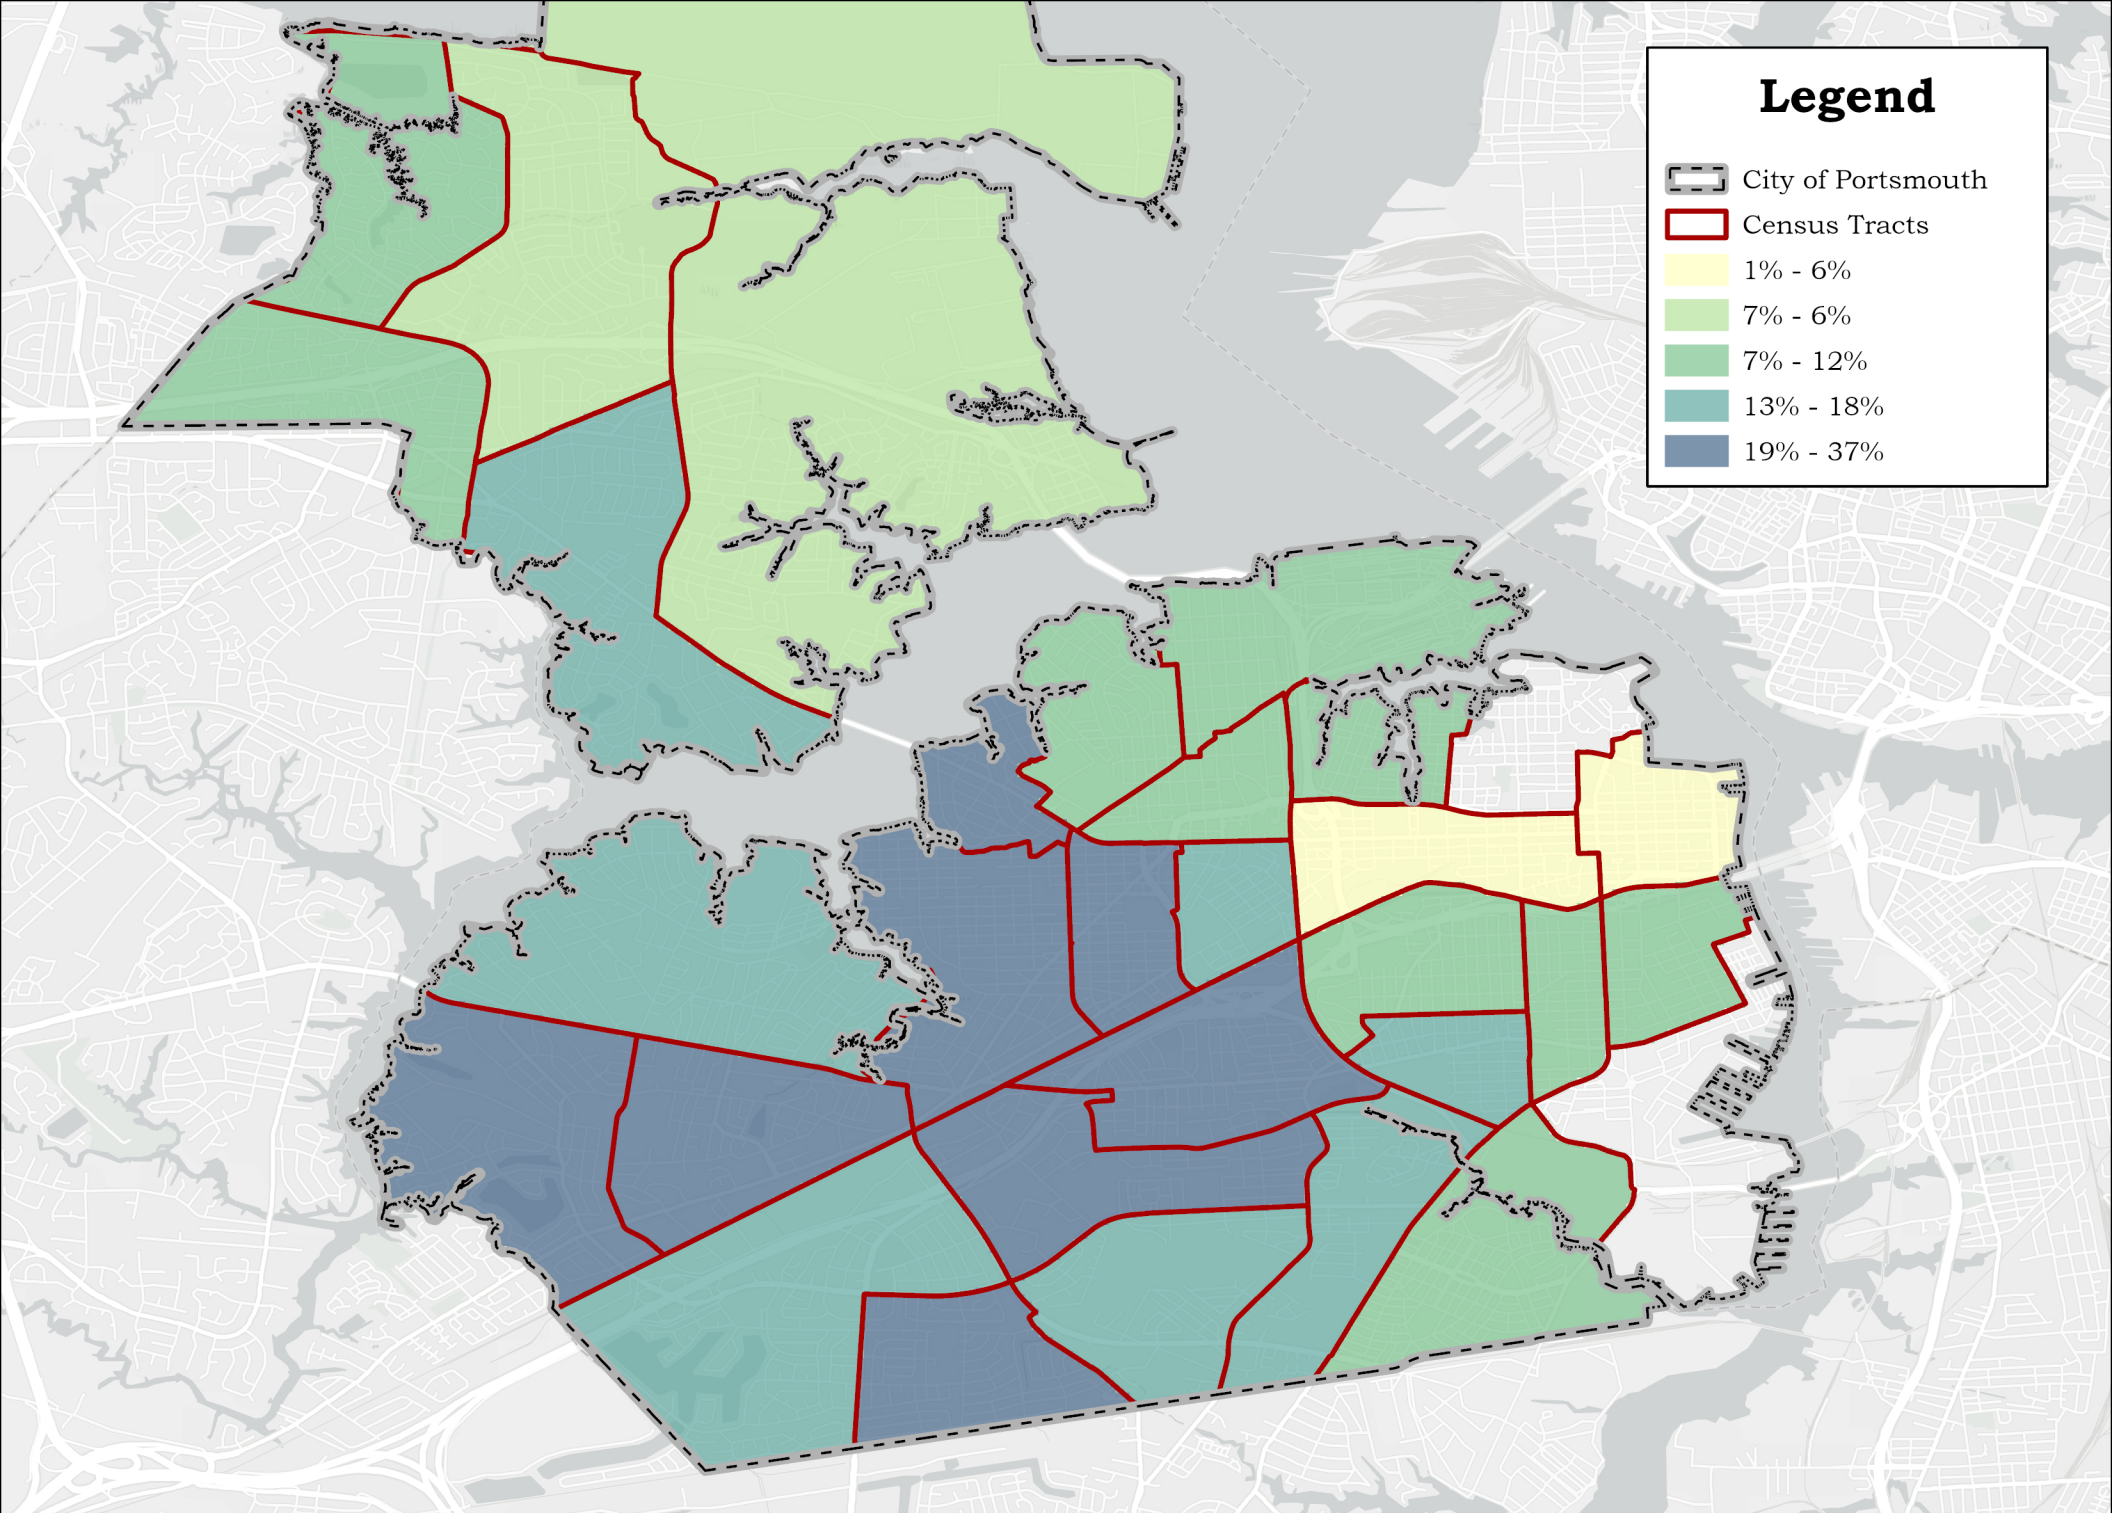 Legend
City of Portsmouth
Census Tracts
1% - 6%
7% - 6%
7% - 12%
13% - 18%
19% - 37%